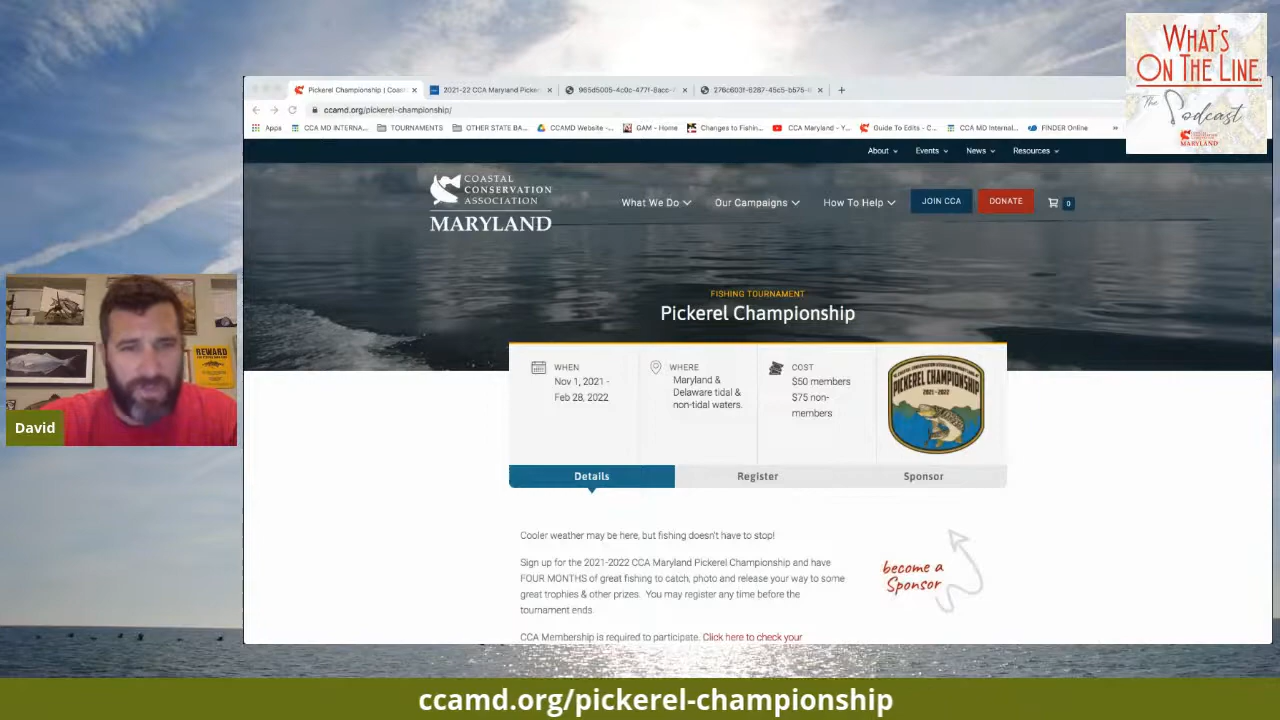 WHAT'S
ON THE LINE.
The
Podcast
MARYLAND
Pickerel Championship | Coast
2021-22 CCA Maryland Picker
ccamd.org/pickerel-championship/
Apps
CCA MD INTERNA...
TOURNAMENTS
OTHER STATE BA...
CCAMD Website -...
GAM - Home
Changes to Fishin...
CCA Maryland - Y...
Guide To Edits - C...
CCA MD Internal...
FINDER Online
»
About
Events
News
Resources
COASTAL
CONSERVATION
ASSOCIATION
MARYLAND
What We Do
Our Campaigns
How To Help
JOIN CCA
DONATE
0
FISHING TOURNAMENT
Pickerel Championship
WHEN
Nov 1, 2021 -
Feb 28, 2022
WHERE
Maryland &
Delaware tidal &
non-tidal waters.
COST
$50 members
$75 non-
members
PICKEREL CHAMPIONSHIP
2021-2022
Details
Register
Sponsor
Cooler weather may be here, but fishing doesn't have to stop!
Sign up for the 2021-2022 CCA Maryland Pickerel Championship and have
FOUR MONTHS of great fishing to catch, photo and release your way to some
great trophies & other prizes. You may register any time before the
tournament ends.
CCA Membership is required to participate. Click here to check your
become a
Sponsor
REWARD
David
ccamd.org/pickerel-championship